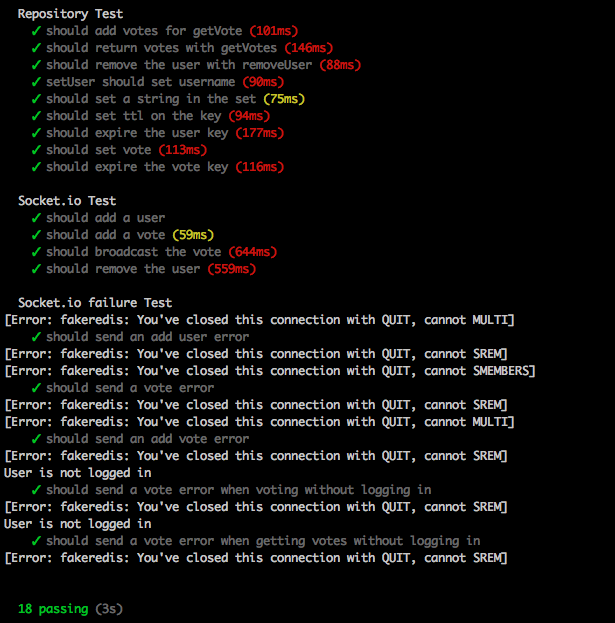 Repository Test
✓ should add votes for getVote (101ms)
✓ should return votes with getVotes (146ms)
✓ should remove the user with removeUser (88ms)
✓ setUser should set username (90ms)
✓ should set a string in the set (75ms)
✓ should set ttl on the key (94ms)
✓ should expire the user key (177ms)
✓ should set vote (113ms)
✓ should expire the vote key (116ms)
Socket.io Test
✓ should add a user
✓ should add a vote (59ms)
✓ should broadcast the vote (644ms)
✓ should remove the user (559ms)
Socket.io failure Test
[Error: fakeredis: You've closed this connection with QUIT, cannot MULTI]
✓ should send an add user error
[Error: fakeredis: You've closed this connection with QUIT, cannot SREM]
[Error: fakeredis: You've closed this connection with QUIT, cannot SMEMBERS]
✓ should send a vote error
[Error: fakeredis: You've closed this connection with QUIT, cannot SREM]
[Error: fakeredis: You've closed this connection with QUIT, cannot MULTI]
✓ should send an add vote error
[Error: fakeredis: You've closed this connection with QUIT, cannot SREM]
User is not logged in
✓ should send a vote error when voting without logging in
[Error: fakeredis: You've closed this connection with QUIT, cannot SREM]
User is not logged in
✓ should send a vote error when getting votes without logging in
[Error: fakeredis: You've closed this connection with QUIT, cannot SREM]
18 passing (3s)